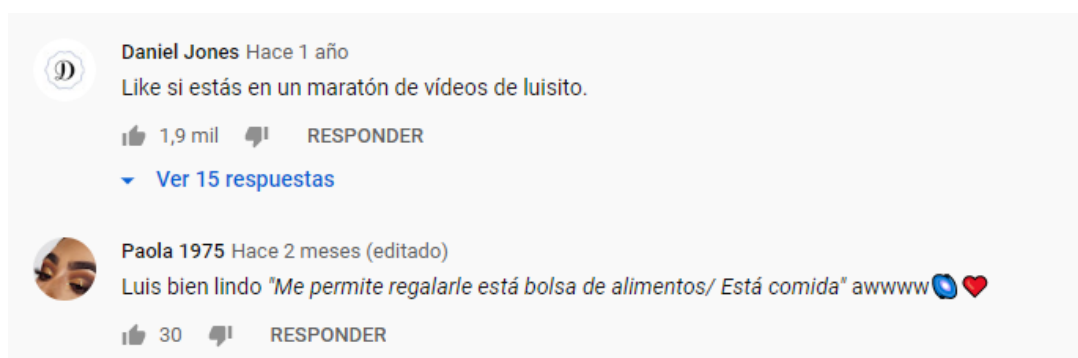 D
Daniel Jones Hace 1 año
Like si estás en un maratón de vídeos de luisito.
1,9 mil RESPONDER
Ver 15 respuestas
Paola 1975 Hace 2 meses (editado)
Luis bien lindo "Me permite regalarle está bolsa de alimentos/ Está comida" awwww🌀❤️
30 RESPONDER